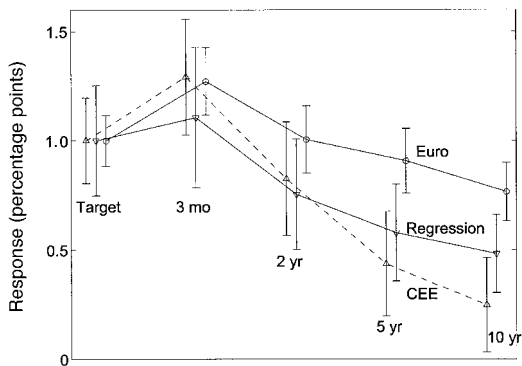 Response (percentage points)
1.5
1.0
0.5
0
Target
3 mo
2 yr
5 yr
10 yr
Euro
Regression
CEE